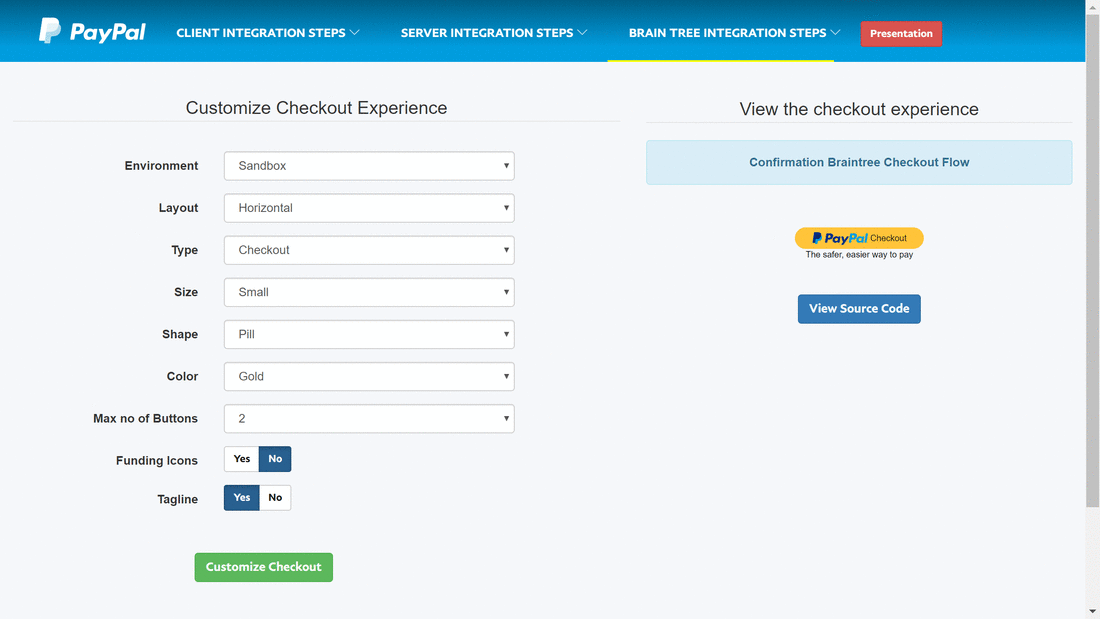 PayPal CLIENT INTEGRATION STEPS SERVER INTEGRATION STEPS BRAIN TREE INTEGRATION STEPS Presentation
Customize Checkout Experience
Environment Sandbox
Layout Horizontal
Type Checkout
Size Small
Shape Pill
Color Gold
Max no of Buttons 2
Funding Icons Yes No
Tagline Yes No
Customize Checkout
View the checkout experience
Confirmation Braintree Checkout Flow
PayPal Checkout
The safer, easier way to pay
View Source Code